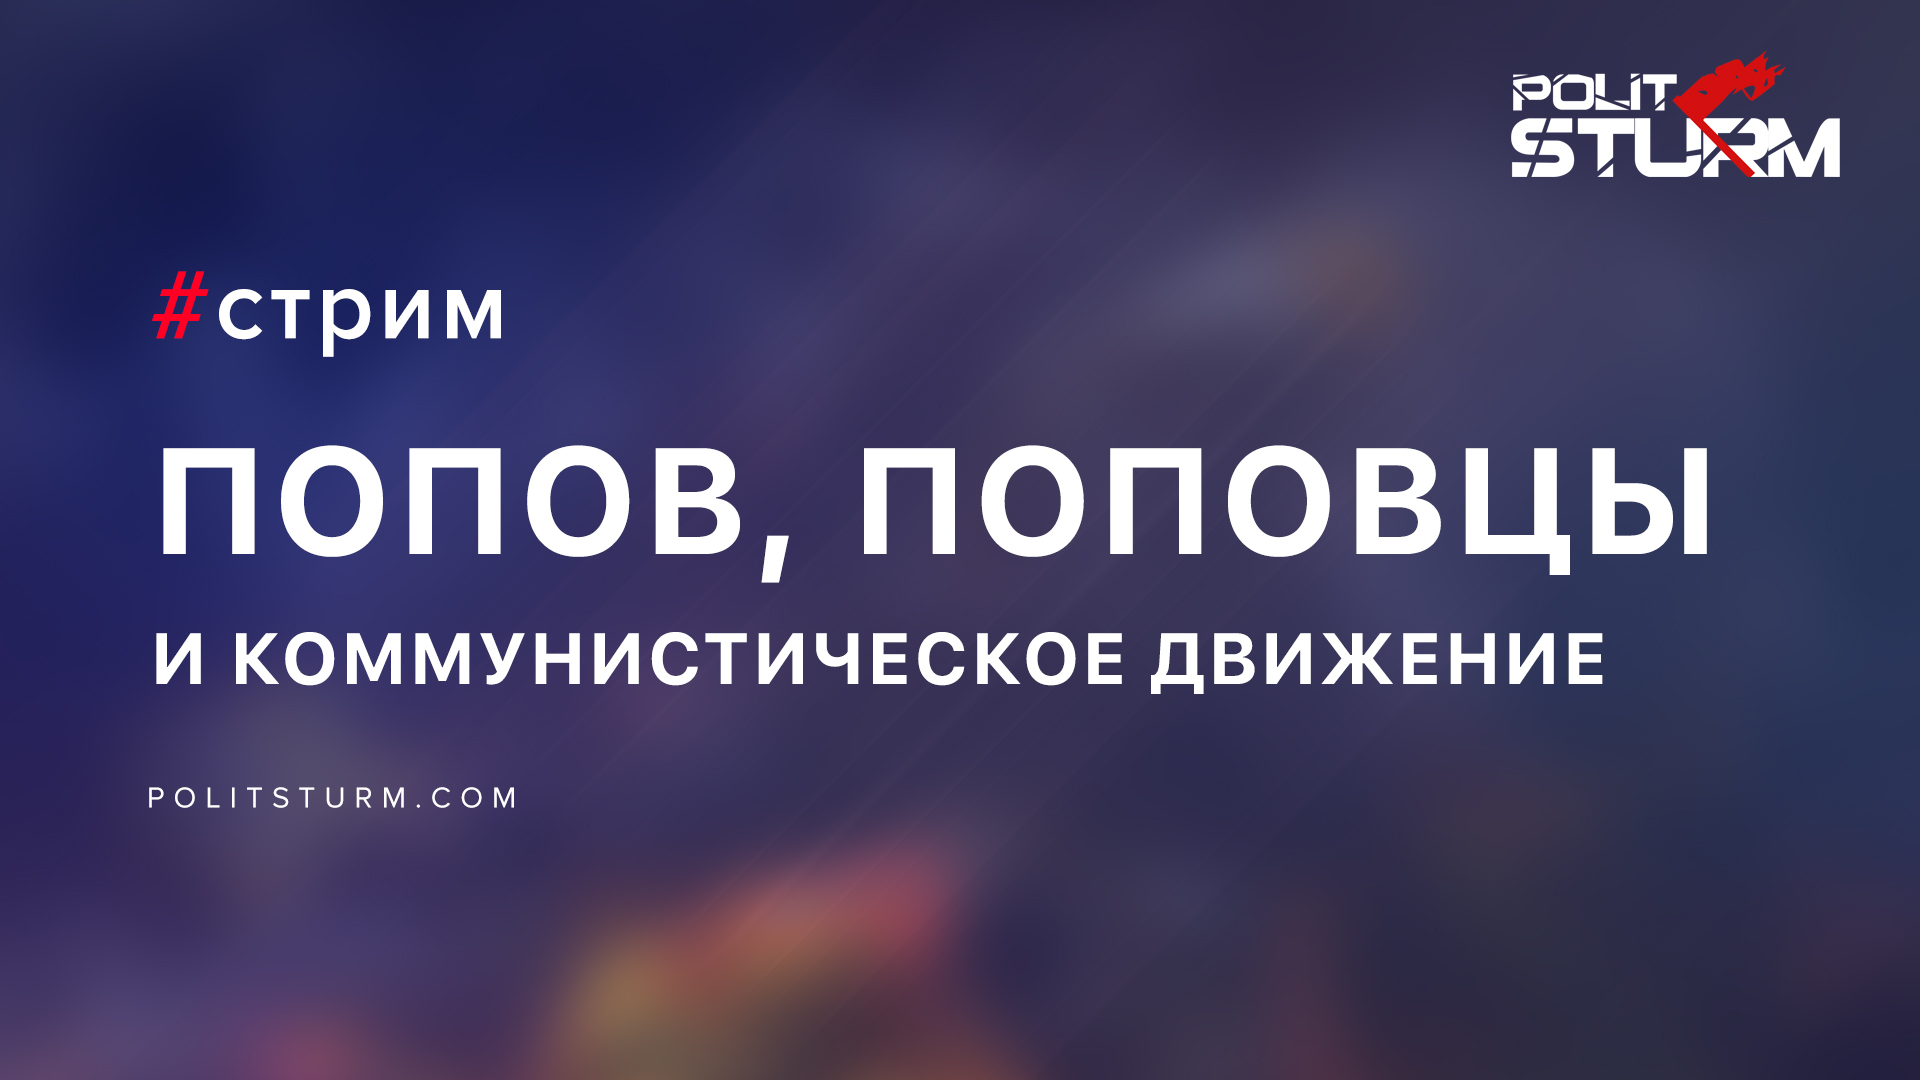 POLIT
STURM
#стрим
ПОПОВ, ПОПОВЦЫ
И КОММУНИСТИЧЕСКОЕ ДВИЖЕНИЕ
POLITSTURM.COM